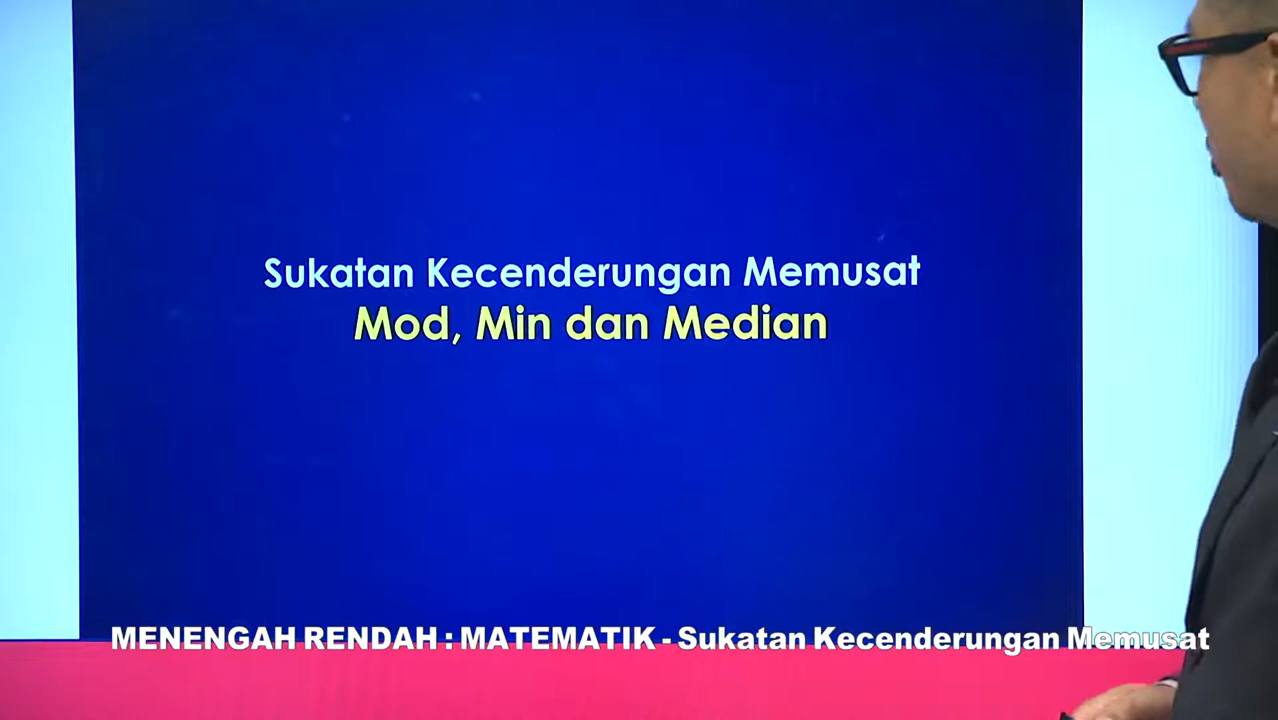 Sukatan Kecenderungan Memusat
Mod, Min dan Median
MENENGAH RENDAH : MATEMATIK - Sukatan Kecenderungan Memusat